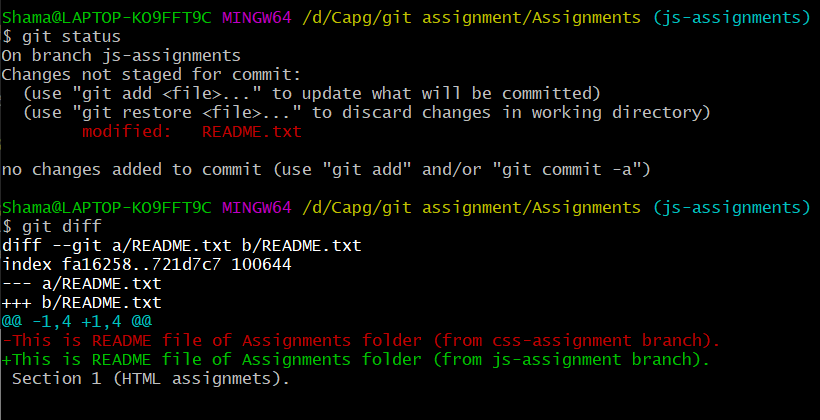 Shama@LAPTOP-KO9FFT9C MINGW64 /d/Capg/git assignment/Assignments (js-assignments)
$ git status
On branch js-assignments
Changes not staged for commit:
  (use "git add <file>..." to update what will be committed)
  (use "git restore <file>..." to discard changes in working directory)
        modified:   README.txt

no changes added to commit (use "git add" and/or "git commit -a")

Shama@LAPTOP-KO9FFT9C MINGW64 /d/Capg/git assignment/Assignments (js-assignments)
$ git diff
diff --git a/README.txt b/README.txt
index fa16258..721d7c7 100644
--- a/README.txt
+++ b/README.txt
@@ -1,4 +1,4 @@
-This is README file of Assignments folder (from css-assignment branch).
+This is README file of Assignments folder (from js-assignment branch).
 Section 1 (HTML assignmets).